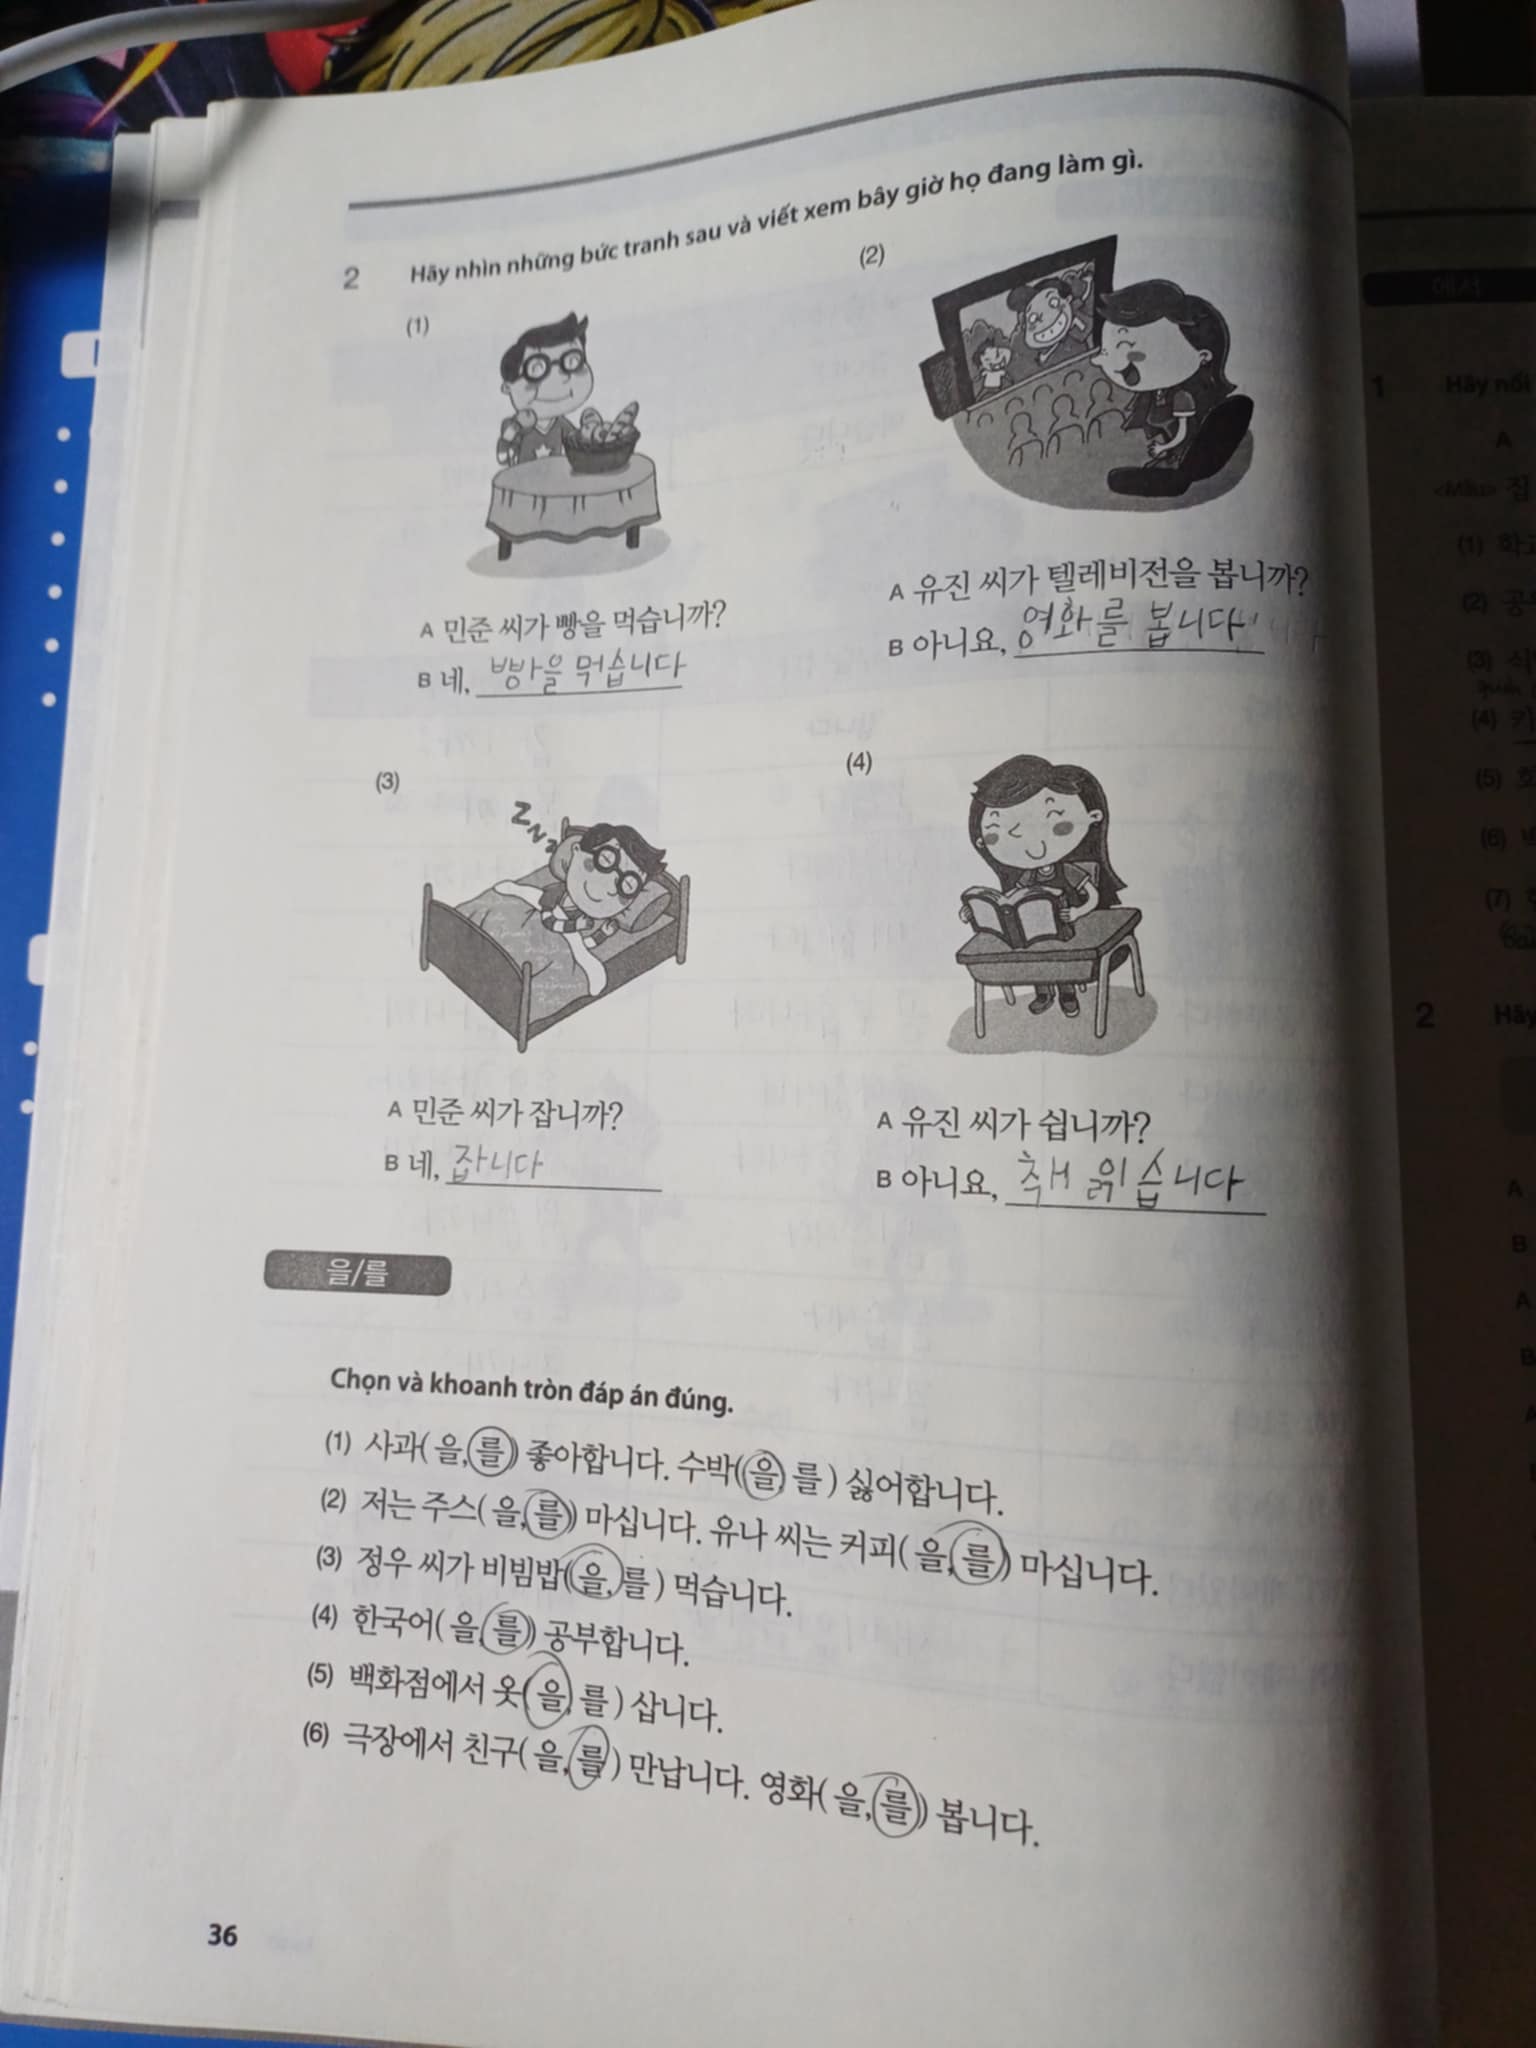 2 Hãy nhìn những bức tranh sau và viết xem bây giờ họ đang làm gì.
(1)
(2)
zzz
A 민준 씨가 빵을 먹습니까?
B 네, 빵을 먹습니다
A 유진 씨가 텔레비전을 봅니까?
B 아니요, 영화를 봅니다
(3)
(4)
A 민준 씨가 잡니까?
B 네, 잡니다
A 유진 씨가 쉽니까?
B 아니요, 책 읽습니다
을/를
Chọn và khoanh tròn đáp án đúng.
(1) 사과( 을, 를 ) 좋아합니다. 수박( 을, 를 ) 싫어합니다.
(2) 저는 주스( 을, 를 ) 마십니다. 유나 씨는 커피( 을, 를 ) 마십니다.
(3) 정우 씨가 비빔밥( 을, 를 ) 먹습니다.
(4) 한국어( 을, 를 ) 공부합니다.
(5) 백화점에서 옷( 을, 를 ) 삽니다.
(6) 극장에서 친구( 을, 를 ) 만납니다. 영화( 을, 를 ) 봅니다.
36
에서
1 Hãy nối
A
<Mẫu> 집
(1)
(2)
(3)
(4)
(5)
(6)
(7)
2 Hãy
A
B
A
B